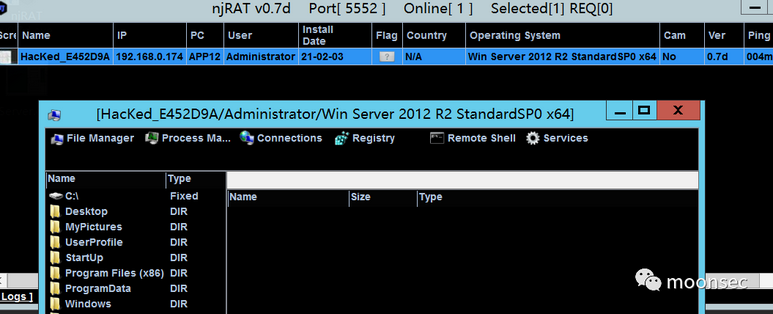 njRAT v0.7d Port[ 5552 ] Online[ 1 ] Selected[1] REQ[0]
Scre Name IP PC User Install Date Flag Country Operating System Cam Ver Ping
HacKed_E452D9A 192.168.0.174 APP12 Administrator 21-02-03 ? N/A Win Server 2012 R2 StandardSP0 x64 No 0.7d 004m
[HacKed_E452D9A/Administrator/Win Server 2012 R2 StandardSP0 x64]
File Manager Process Ma... Connections Registry Remote Shell Services
Name Type
C:\ Fixed Name Size Type
Desktop DIR
MyPictures DIR
UserProfile DIR
StartUp DIR
Program Files (x86) DIR
ProgramData DIR
Windows DIR
Logs ]
moonsec